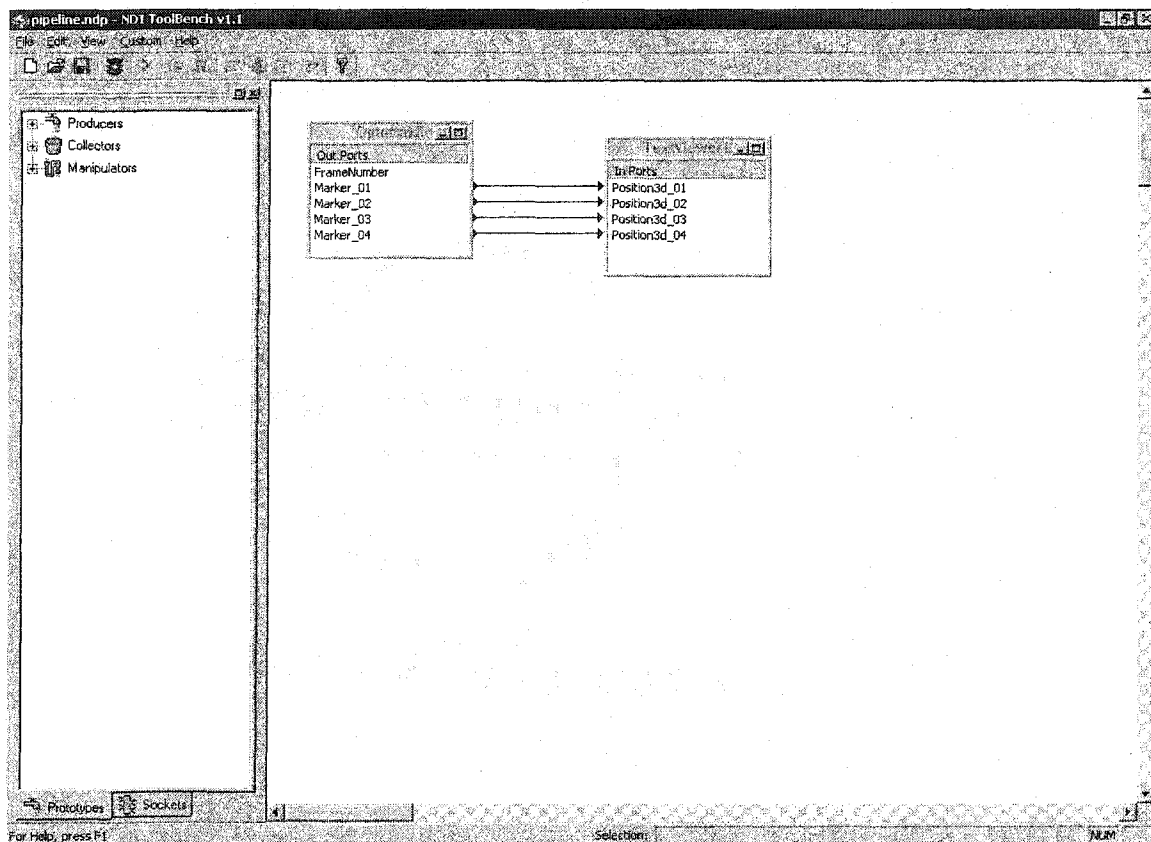 pipeline.ndp - NDI ToolBench v1.1
File Edit View Custom Help
Producers
Collectors
Manipulators
Out Ports
FrameNumber
Marker_01
Marker_02
Marker_03
Marker_04
In Ports
Position3d_01
Position3d_02
Position3d_03
Position3d_04
Prototypes
Sockets
For Help, press F1
Selection:
NUM